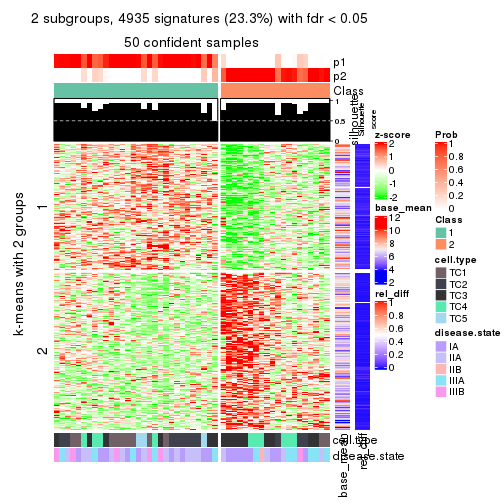 2 subgroups, 4935 signatures (23.3%) with fdr < 0.05
50 confident samples
p1
p2
Class
1
0.5
0
silhouette
Silhouette
score
k-means with 2 groups
1
2
cell.type
disease.state
base_mean
rel_diff
z-score
2
1
0
-1
-2
base_mean
12
10
8
6
4
2
rel_diff
1
0.8
0.6
0.4
0.2
0
Prob
1
0.8
0.6
0.4
0.2
0
Class
1
2
cell.type
TC1
TC2
TC3
TC4
TC5
disease.state
IA
IIA
IIB
IIIA
IIIB